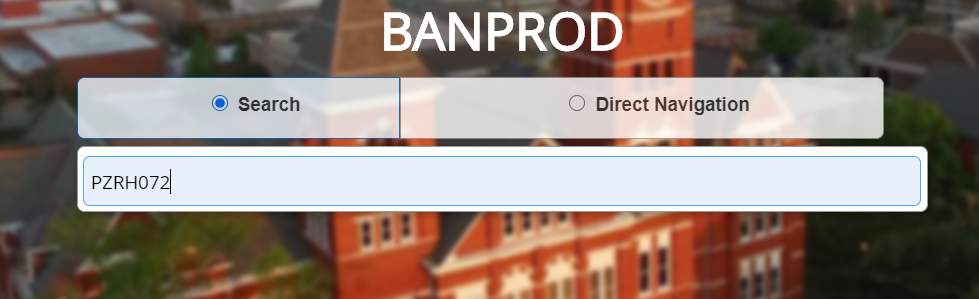 BANPROD
Search
Direct Navigation
PZRH072